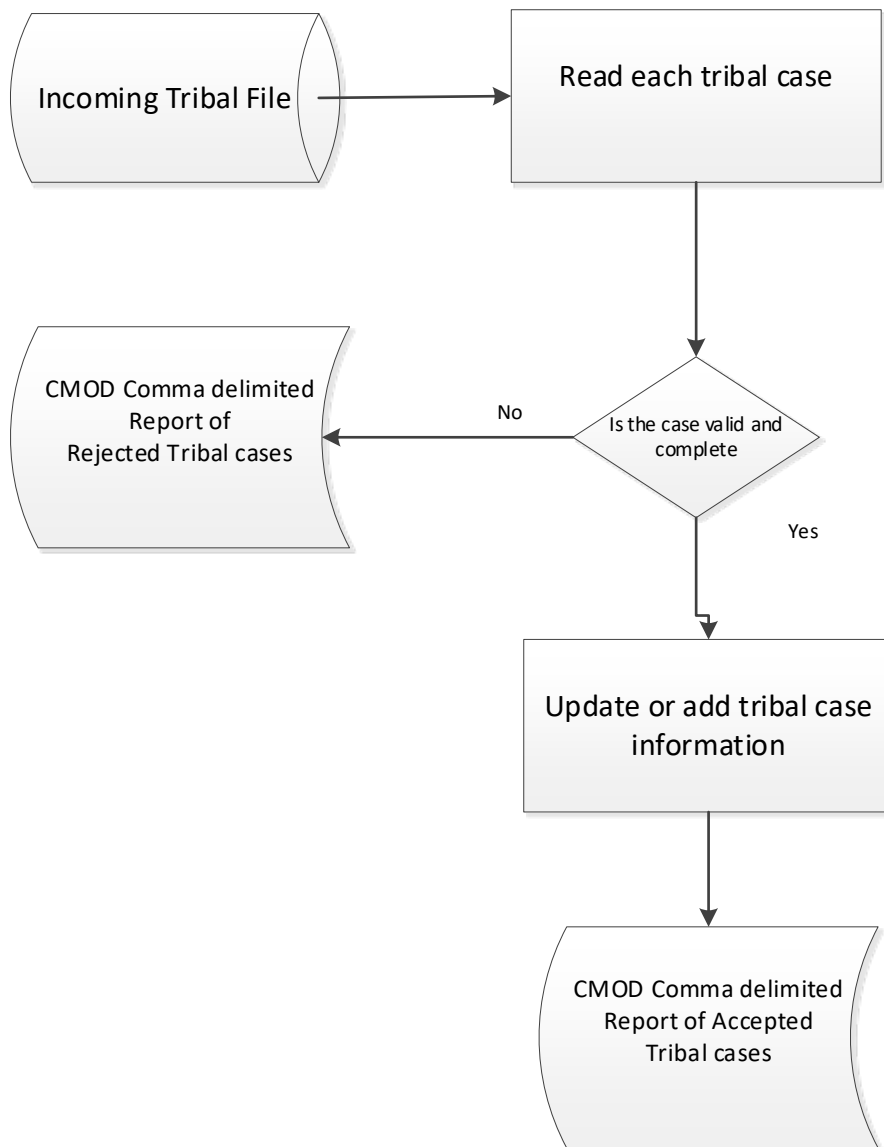 Incoming Tribal File
Read each tribal case
CMOD Comma delimited
Report of
Rejected Tribal cases
No
Is the case valid and
complete
Yes
Update or add tribal case
information
CMOD Comma delimited
Report of Accepted
Tribal cases